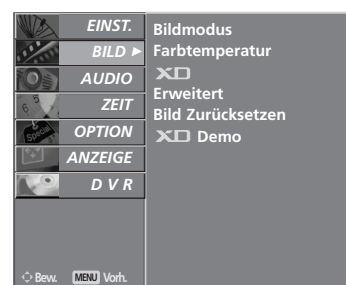 EINST.
BILD ►
AUDIO
ZEIT
OPTION
ANZEIGE
D V R
Bildmodus
Farbtemperatur
XD
Erweitert
Bild Zurücksetzen
XD Demo
Bew. MENU Vorh.